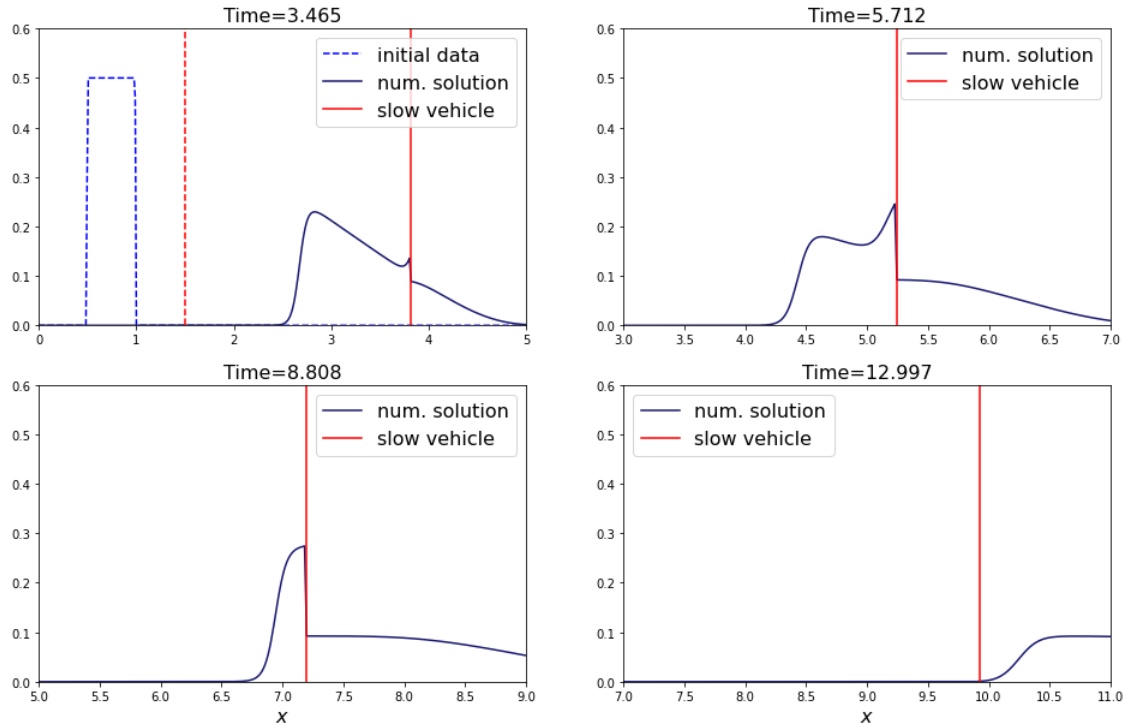 Time=3.465
0.6
0.5
0.4
0.3
0.2
0.1
0.0
0 1 2 3 4 5
initial data
num. solution
slow vehicle
Time=5.712
0.6
0.5
0.4
0.3
0.2
0.1
0.0
3.0 3.5 4.0 4.5 5.0 5.5 6.0 6.5 7.0
num. solution
slow vehicle
Time=8.808
0.6
0.5
0.4
0.3
0.2
0.1
0.0
5.0 5.5 6.0 6.5 7.0 7.5 8.0 8.5 9.0
x
num. solution
slow vehicle
Time=12.997
0.6
0.5
0.4
0.3
0.2
0.1
0.0
7.0 7.5 8.0 8.5 9.0 9.5 10.0 10.5 11.0
x
num. solution
slow vehicle